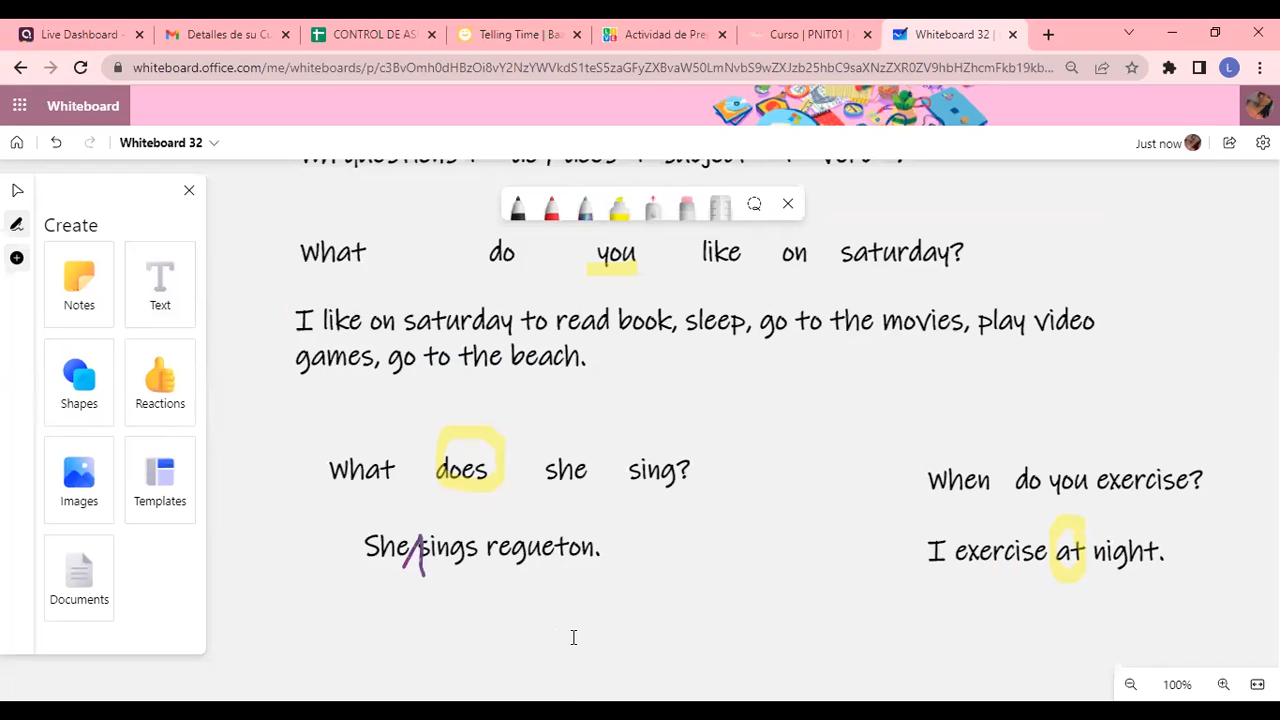 Live Dashboard -
Detalles de su Cu
CONTROL DE AS
Telling Time | Baa
Actividad de Pre
Curso | PNIT01 |
Whiteboard 32 |
whiteboard.office.com/me/whiteboards/p/
Whiteboard
Whiteboard 32
Just now
Create
Notes
Text
Shapes
Reactions
Images
Templates
Documents
What do you like on saturday?
I like on saturday to read book, sleep, go to the movies, play video
games, go to the beach.
What does she sing?
She sings regueton.
When do you exercise?
I exercise at night.
100%